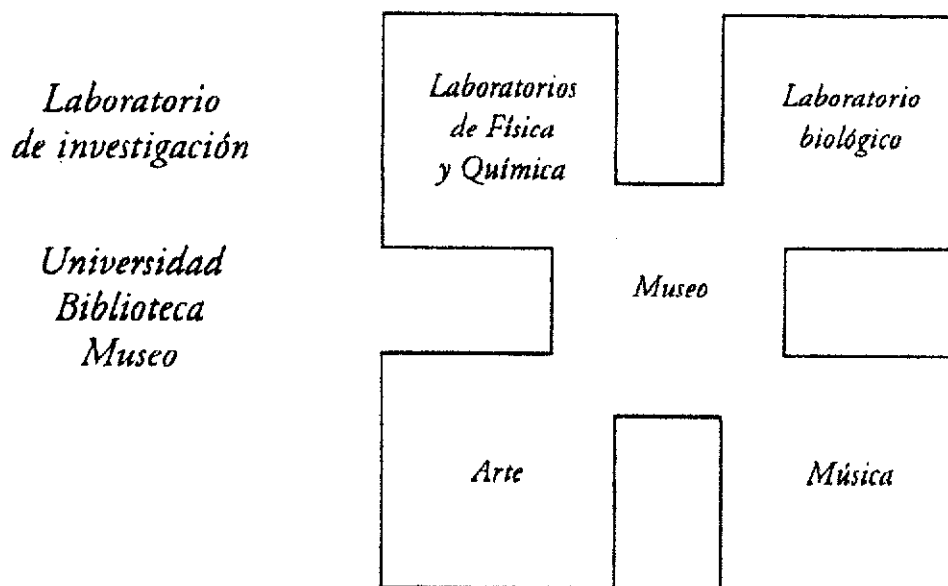 Laboratorio
de investigación
Universidad
Biblioteca
Museo
Laboratorios
de Física
y Química
Laboratorio
biológico
Museo
Arte
Música